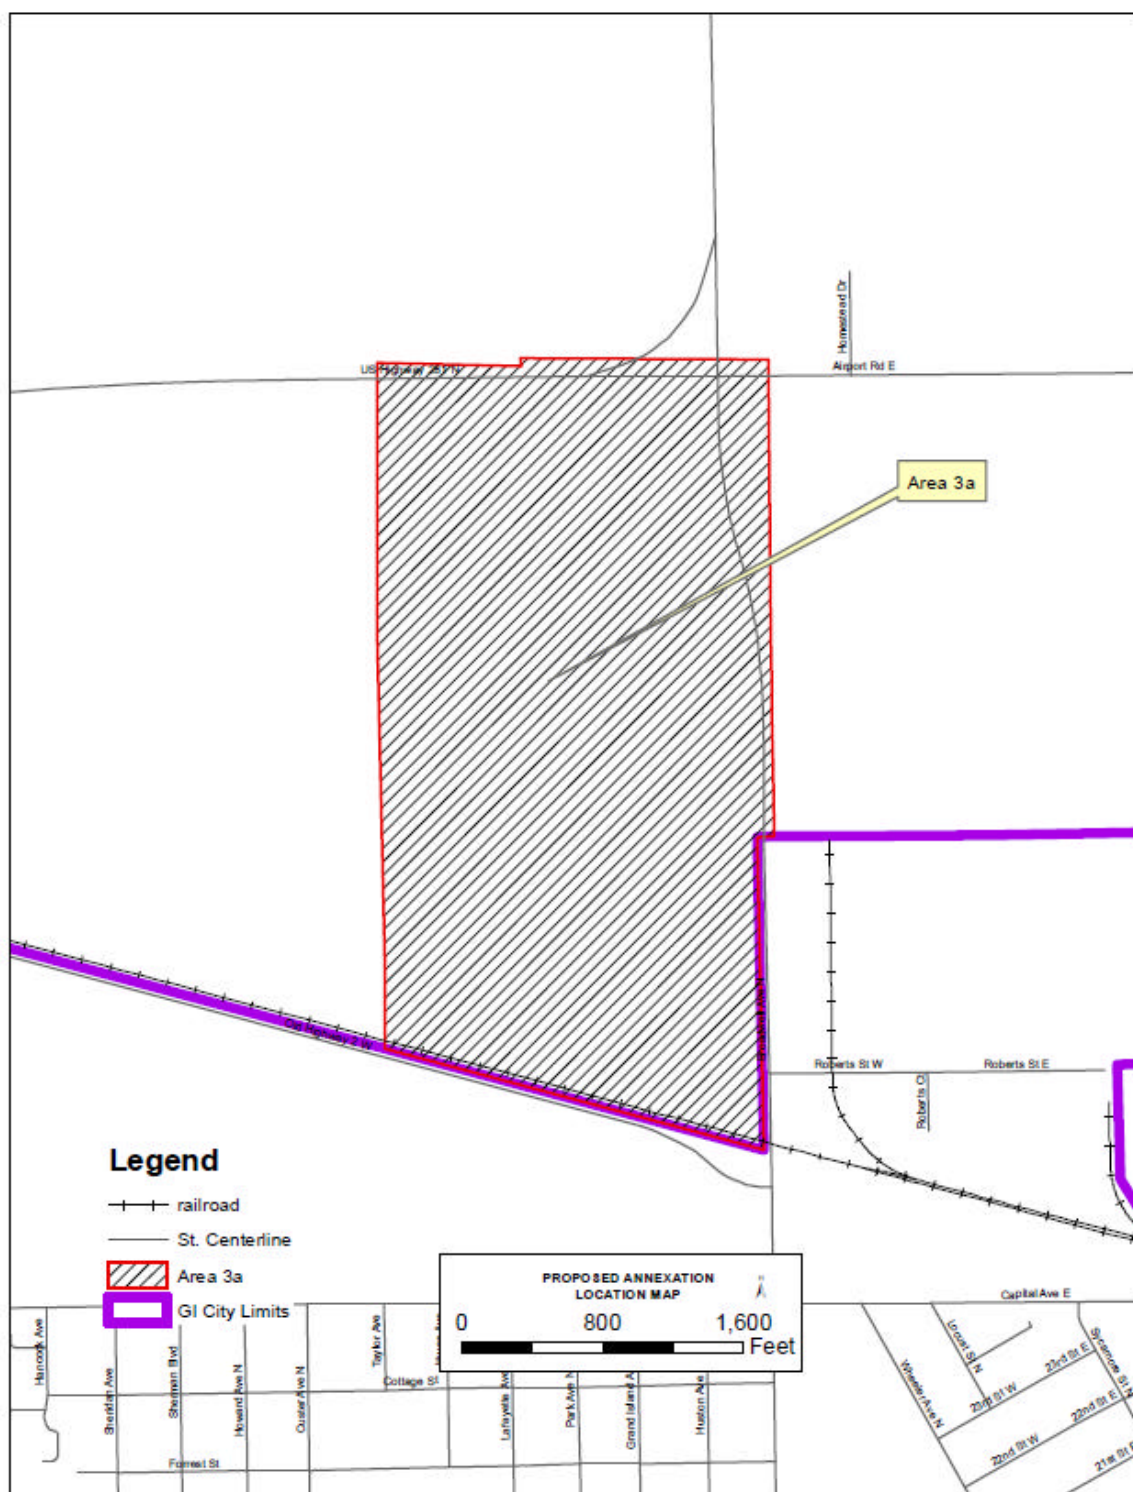 Homestead Dr
US Highway 281 N
Airport Rd E
Area 3a
Broadwell Ave N
Old Highway 2 W
Roberts St W
Roberts St E
Roberts Ct
Legend
railroad
St. Centerline
Area 3a
GI City Limits
PROPOSED ANNEXATION
LOCATION MAP
N
0 800 1,600
Feet
Capital Ave E
Hancock Ave
Sheridan Ave
Sherman Blvd
Howard Ave N
Custer Ave N
Taylor Ave
Cottage St
Lafayette Ave
Park Ave N
Grand Island A
Huston Ave
Forrest St
Wheeler Ave N
Locust St N
23rd St W
23rd St E
Sycamore St N
22nd St W
22nd St E
21st St E